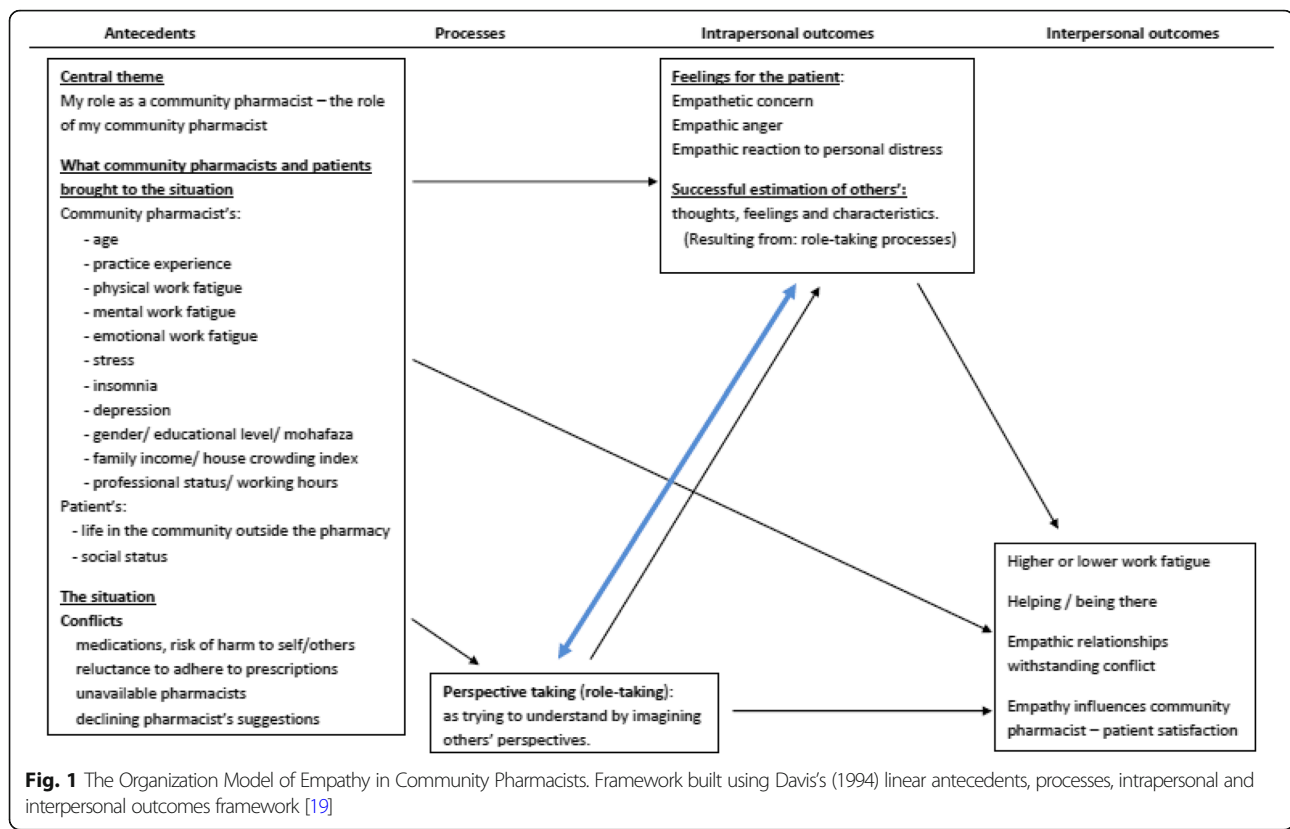 Antecedents Processes Intrapersonal outcomes Interpersonal outcomes
Central theme
My role as a community pharmacist – the role
of my community pharmacist
What community pharmacists and patients
brought to the situation
Community pharmacist's:
- age
- practice experience
- physical work fatigue
- mental work fatigue
- emotional work fatigue
- stress
- insomnia
- depression
- gender/ educational level/ mohafaza
- family income/ house crowding index
- professional status/ working hours
Patient's:
- life in the community outside the pharmacy
- social status
The situation
Conflicts
medications, risk of harm to self/others
reluctance to adhere to prescriptions
unavailable pharmacists
declining pharmacist's suggestions
Perspective taking (role-taking):
as trying to understand by imagining
others' perspectives.
Feelings for the patient:
Empathetic concern
Empathic anger
Empathic reaction to personal distress
Successful estimation of others':
thoughts, feelings and characteristics.
(Resulting from: role-taking processes)
Higher or lower work fatigue
Helping / being there
Empathic relationships
withstanding conflict
Empathy influences community
pharmacist – patient satisfaction
Fig. 1 The Organization Model of Empathy in Community Pharmacists. Framework built using Davis's (1994) linear antecedents, processes, intrapersonal and
interpersonal outcomes framework [19]